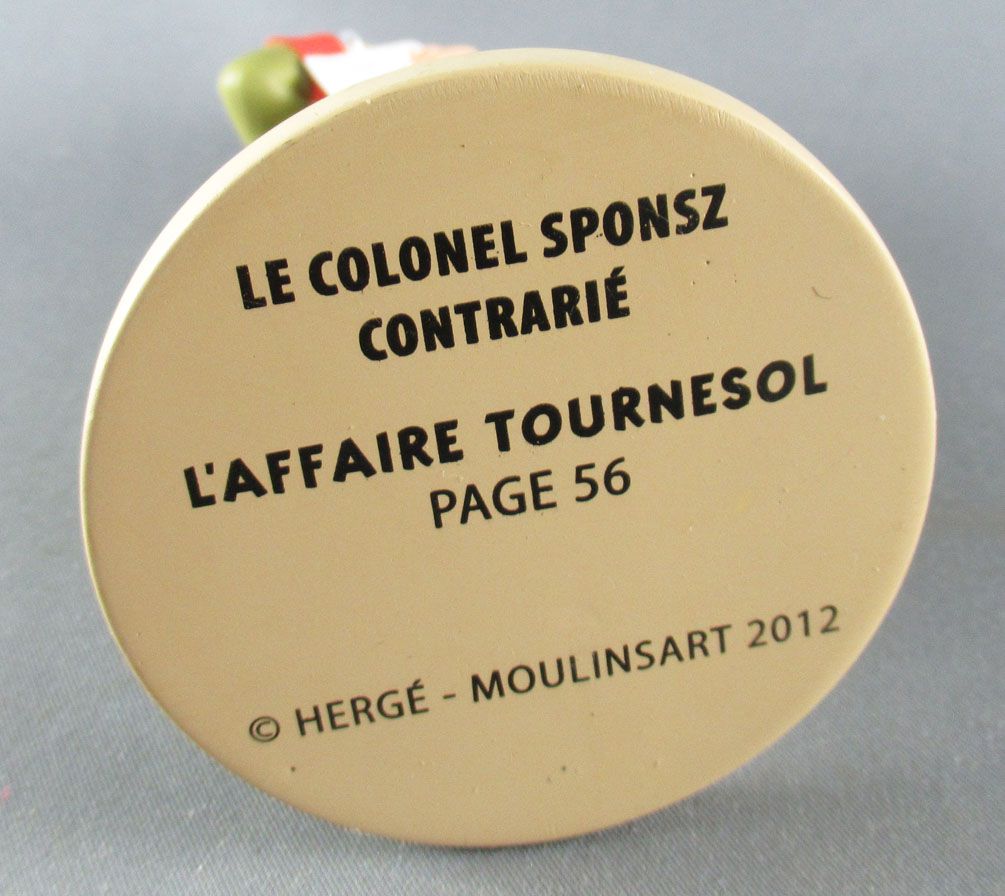 LE COLONEL SPONSZ
CONTRARIÉ
L'AFFAIRE TOURNESOL
PAGE 56
© HERGÉ - MOULINSART 2012